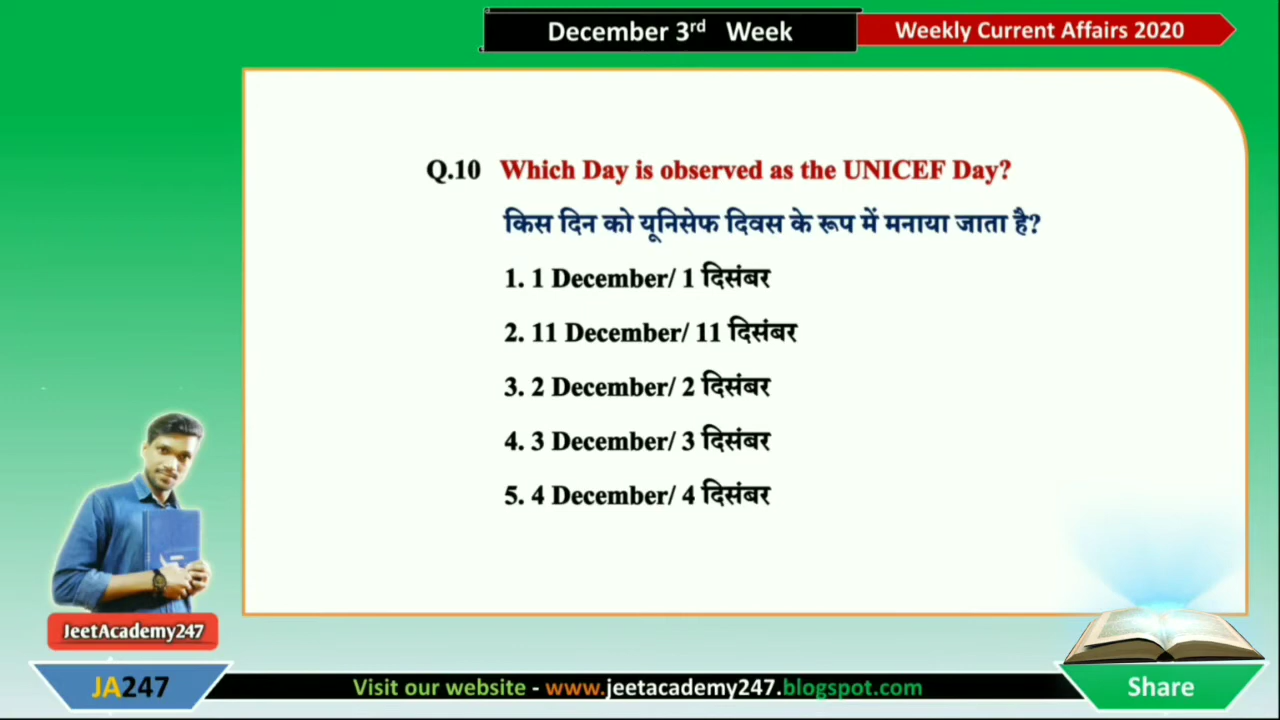 December 3rd Week
Weekly Current Affairs 2020
Q.10 Which Day is observed as the UNICEF Day?
किस दिन को यूनिसेफ दिवस के रूप में मनाया जाता है?
1. 1 December/ 1 दिसंबर
2. 11 December/ 11 दिसंबर
3. 2 December/ 2 दिसंबर
4. 3 December/ 3 दिसंबर
5. 4 December/ 4 दिसंबर
JeetAcademy247
JA247
Visit our website - www.jeetacademy247.blogspot.com
Share